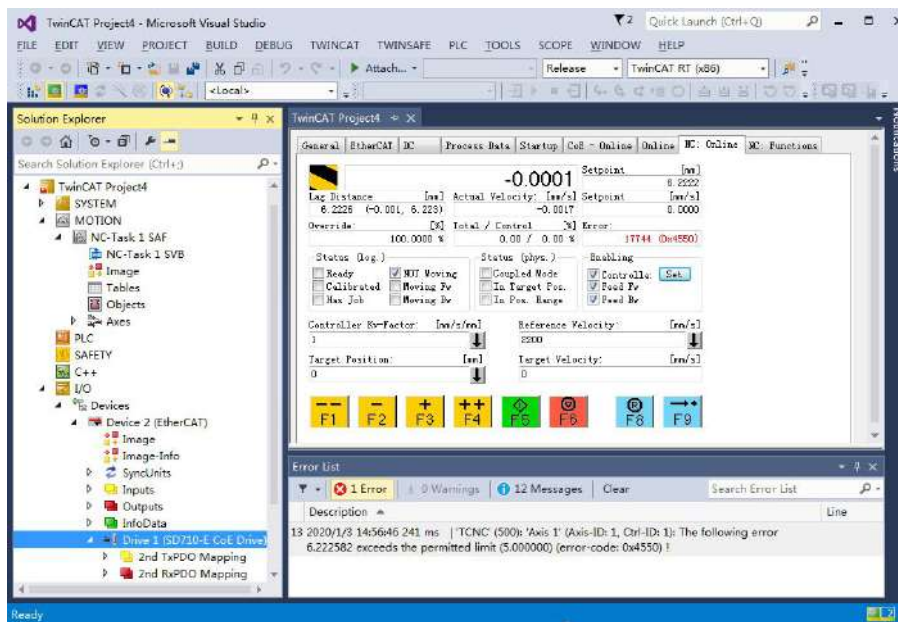 TwinCAT Project4 - Microsoft Visual Studio
2
Quick Launch (Ctrl+Q)
FILE EDIT VIEW PROJECT BUILD DEBUG TWINCAT TWINSAFE PLC TOOLS SCOPE WINDOW HELP
Attach... Release TwinCAT RT (x86)
<Local>
Solution Explorer
Search Solution Explorer (Ctrl+;)
TwinCAT Project4
SYSTEM
MOTION
NC-Task 1 SAF
NC-Task 1 SVB
Image
Tables
Objects
Axes
PLC
SAFETY
C++
I/O
Devices
Device 2 (EtherCAT)
Image
Image-Info
SyncUnits
Inputs
Outputs
InfoData
Drive 1 (SD710-E CoE Drive)
2nd TxPDO Mapping
2nd RxPDO Mapping
TwinCAT Project4
Notifications
General EtherCAT DC Process Data Startup CoE - Online Online NC: Online NC: Functions
-0.0001
Setpoint [mm]
6.2222
Lag Distance [mm] Actual Velocity: [mm/s] Setpoint [mm/s]
6.2226 (-0.001, 6.223) -0.0017 0.0000
Override: [%] Total / Control [%] Error:
100.0000 % 0.00 / 0.00 % 17744 (0x4550)
Status (log.) Status (phys.) Enabling
Ready NOT Moving Coupled Mode Controlle: Set
Calibrated Moving Fw In Target Pos. Feed Fw
Has Job Moving Bw In Pos. Range Feed Bw
Controller Kv-Factor: [mm/s/mm] Reference Velocity: [mm/s]
1 2200
Target Position: [mm] Target Velocity: [mm/s]
0 0
-- - + ++
F1 F2 F3 F4 F5 F6 F8 F9
Error List
1 Error 0 Warnings 12 Messages Clear Search Error List
Description Line
13 2020/1/3 14:56:46 241 ms | 'TCNC' (500): 'Axis 1' (Axis-ID: 1, Ctrl-ID: 1): The following error
6.222582 exceeds the permitted limit (5.000000) (error-code: 0x4550) !
Ready